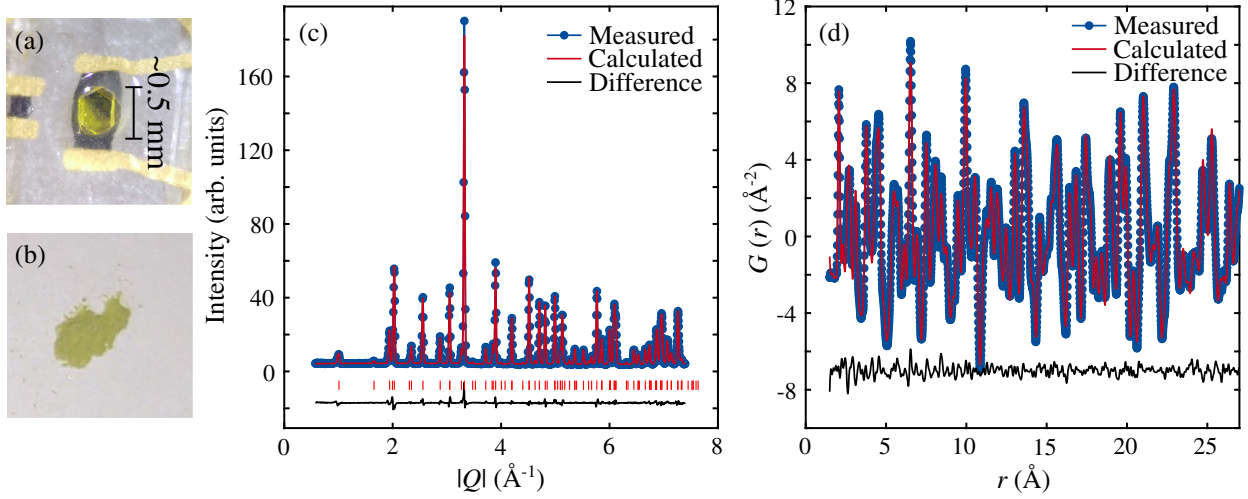 (a)
~0.5 mm
(b)
(c)
Measured
Calculated
Difference
Intensity (arb. units)
160
120
80
40
0
0
2
4
6
8
|Q| (Å-1)
(d)
Measured
Calculated
Difference
G (r) (Å-2)
12
8
4
0
-4
-8
0
5
10
15
20
25
r (Å)